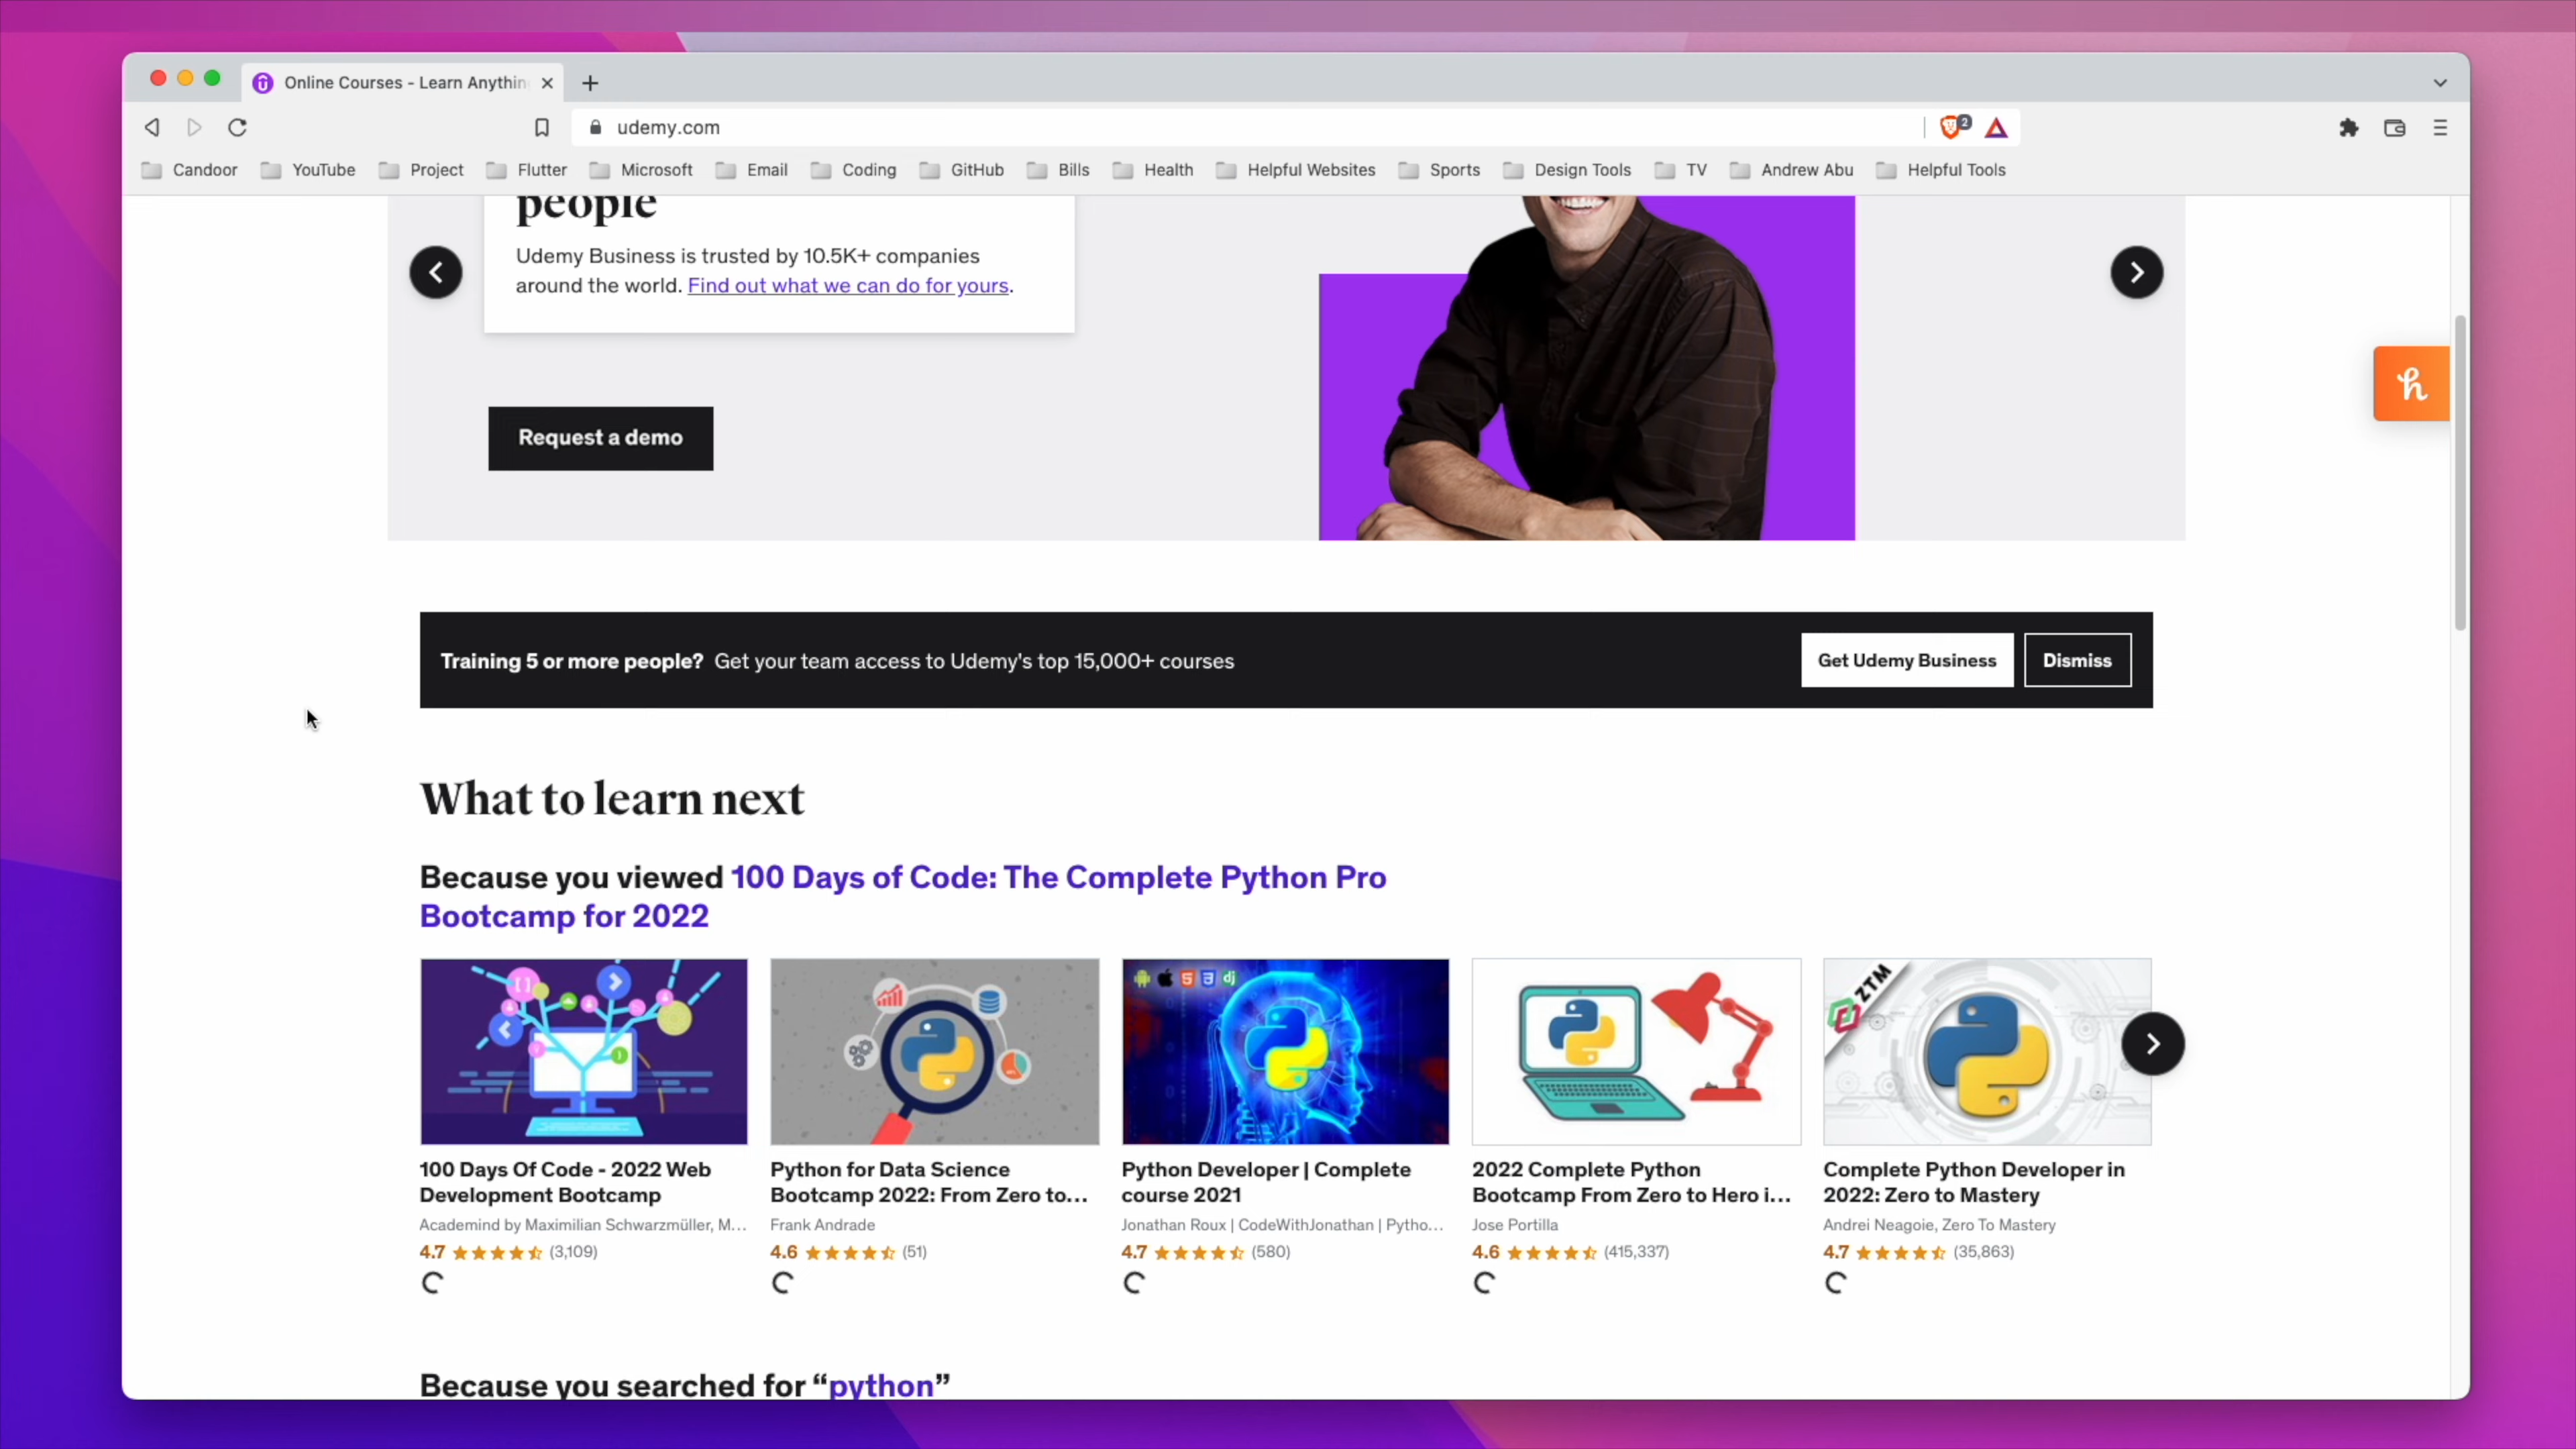 Online Courses - Learn Anythin
udemy.com
2
Candoor YouTube Project Flutter Microsoft Email Coding GitHub Bills Health Helpful Websites Sports Design Tools TV Andrew Abu Helpful Tools
people
Udemy Business is trusted by 10.5K+ companies
around the world. Find out what we can do for yours.
h
Request a demo
Training 5 or more people? Get your team access to Udemy's top 15,000+ courses
Get Udemy Business
Dismiss
What to learn next
Because you viewed 100 Days of Code: The Complete Python Pro
Bootcamp for 2022
dj
ZTM
100 Days Of Code - 2022 Web
Development Bootcamp
Academind by Maximilian Schwarzmüller, M...
4.7 (3,109)
Python for Data Science
Bootcamp 2022: From Zero to...
Frank Andrade
4.6 (51)
Python Developer | Complete
course 2021
Jonathan Roux | CodeWithJonathan | Pytho...
4.7 (580)
2022 Complete Python
Bootcamp From Zero to Hero i...
Jose Portilla
4.6 (415,337)
Complete Python Developer in
2022: Zero to Mastery
Andrei Neagoie, Zero To Mastery
4.7 (35,863)
Because you searched for “python”